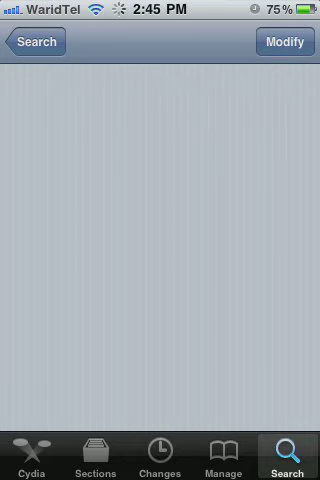 WaridTel 2:45 PM 75%
Search Modify
Cydia Sections Changes Manage Search